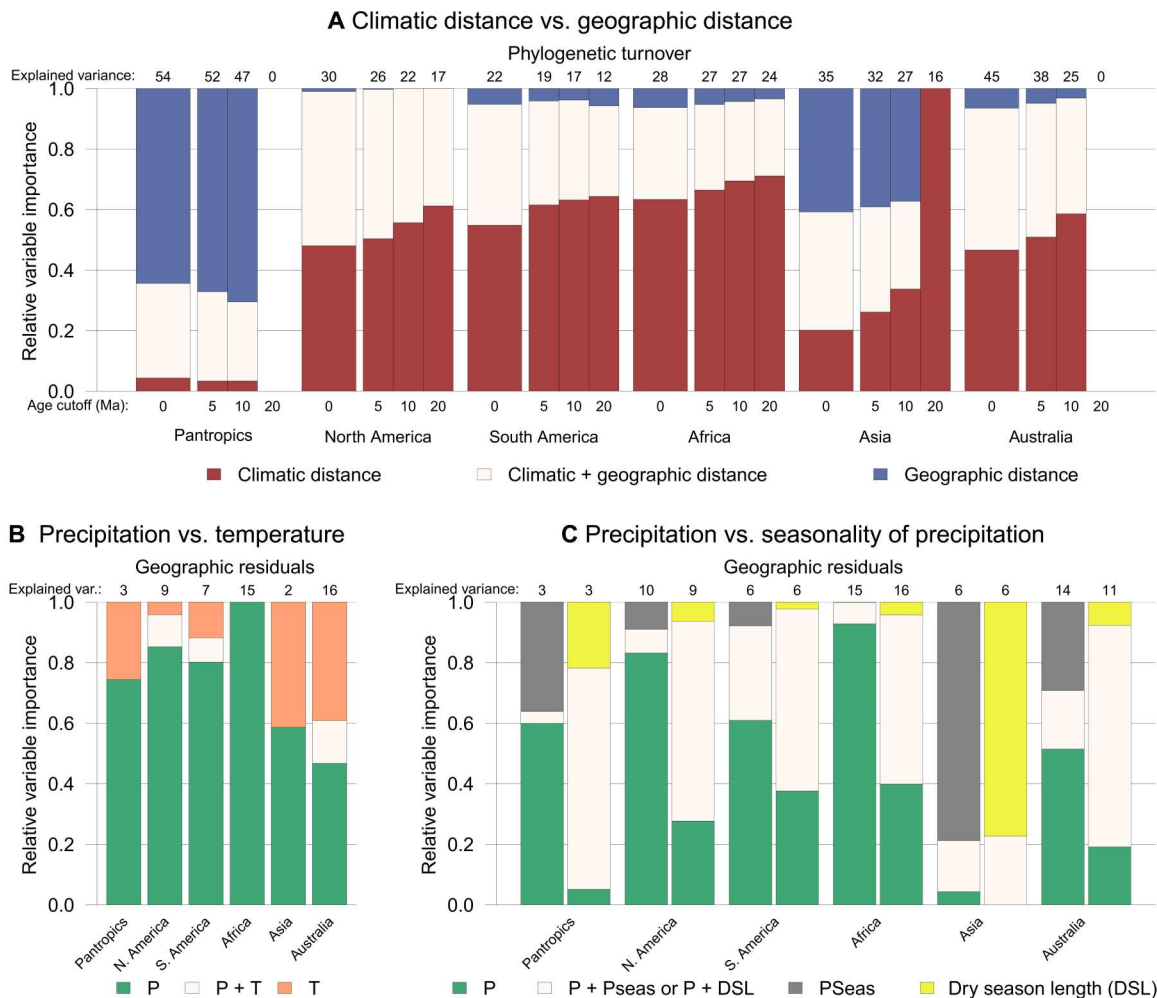 A Climatic distance vs. geographic distance
Phylogenetic turnover
Explained variance: 54 52 47 0 30 26 22 17 22 19 17 12 28 27 27 24 35 32 27 16 45 38 25 0
1.0
0.8
0.6
0.4
0.2
0.0
Relative variable importance
Age cutoff (Ma): 0 5 10 20 0 5 10 20 0 5 10 20 0 5 10 20 0 5 10 20 0 5 10 20
Pantropics North America South America Africa Asia Australia
Climatic distance Climatic + geographic distance Geographic distance
B Precipitation vs. temperature
Geographic residuals
Explained var.: 3 9 7 15 2 16
1.0
0.8
0.6
0.4
0.2
0.0
Relative variable importance
Pantropics N. America S. America Africa Asia Australia
P P + T T
C Precipitation vs. seasonality of precipitation
Geographic residuals
Explained variance: 3 3 10 9 6 6 15 16 6 6 14 11
1.0
0.8
0.6
0.4
0.2
0.0
Relative variable importance
Pantropics N. America S. America Africa Asia Australia
P P + Pseas or P + DSL PSeas Dry season length (DSL)